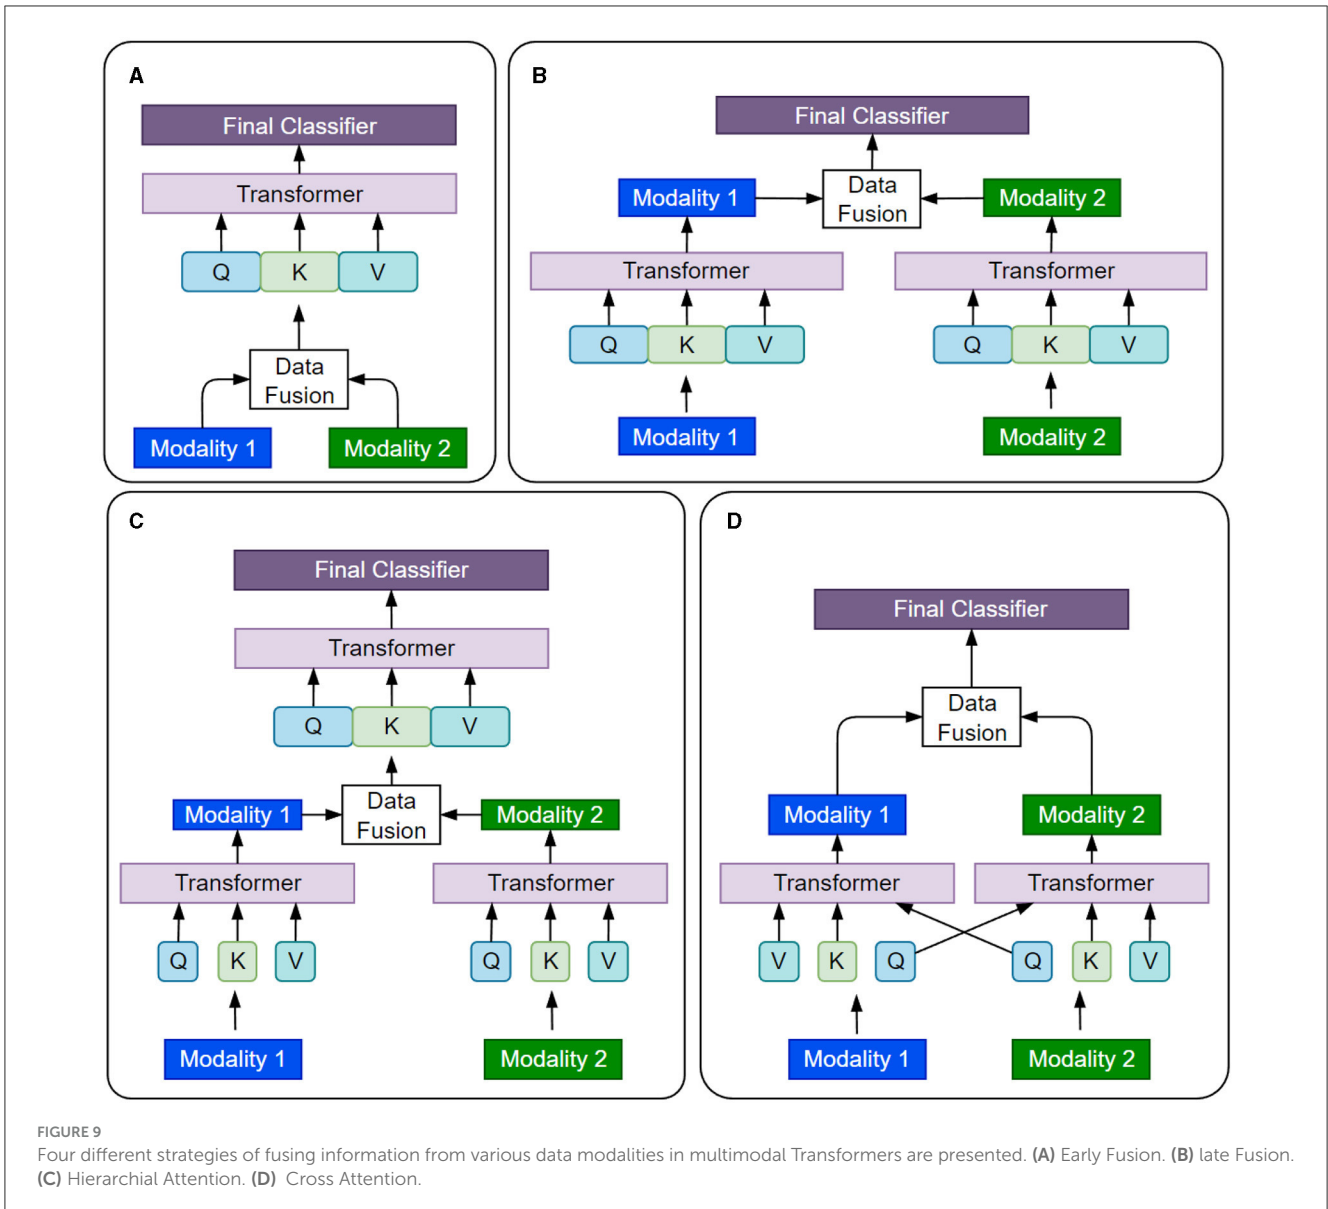 A
Final Classifier
Transformer
Q K V
Data
Fusion
Modality 1 Modality 2
B
Final Classifier
Modality 1 Data Modality 2
Fusion
Transformer Transformer
Q K V Q K V
Modality 1 Modality 2
C
Final Classifier
Transformer
Q K V
Modality 1 Data Modality 2
Fusion
Transformer Transformer
Q K V Q K V
Modality 1 Modality 2
D
Final Classifier
Data
Fusion
Modality 1 Modality 2
Transformer Transformer
V K Q Q K V
Modality 1 Modality 2
FIGURE 9
Four different strategies of fusing information from various data modalities in multimodal Transformers are presented. (A) Early Fusion. (B) late Fusion.
(C) Hierarchial Attention. (D) Cross Attention.